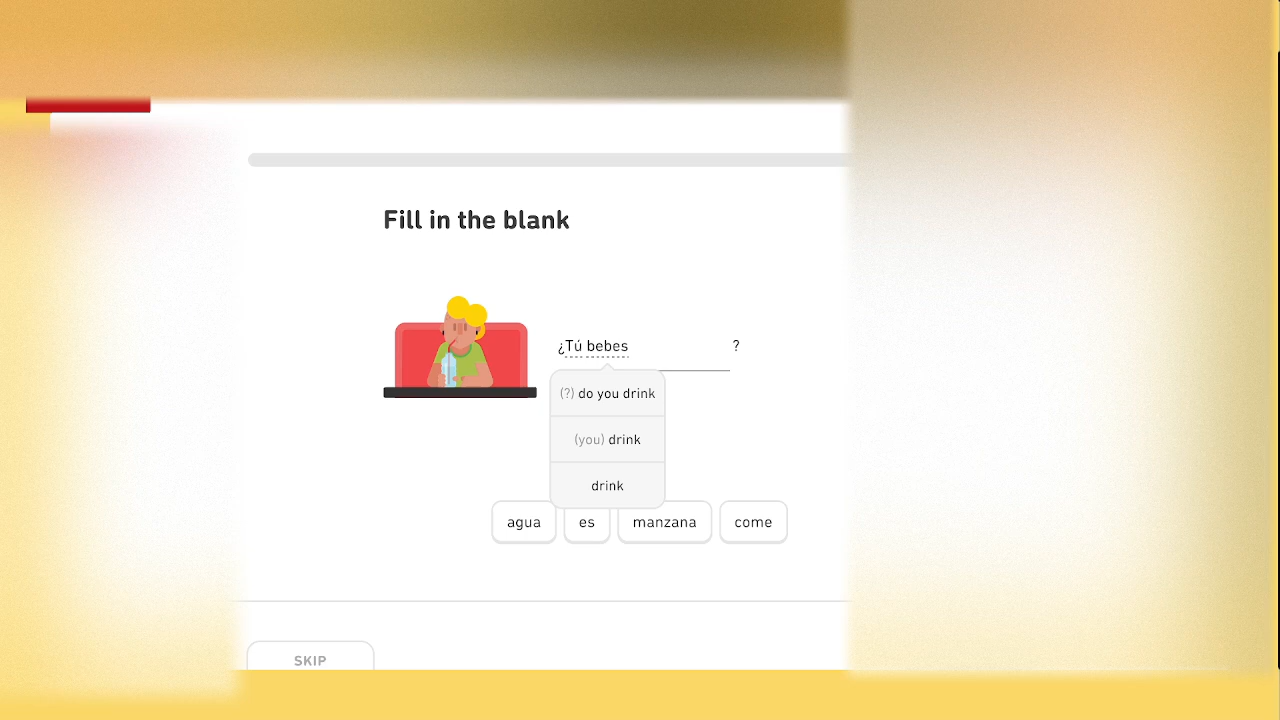 Fill in the blank
¿Tú bebes ?
(?) do you drink
(you) drink
drink
agua es manzana come
SKIP